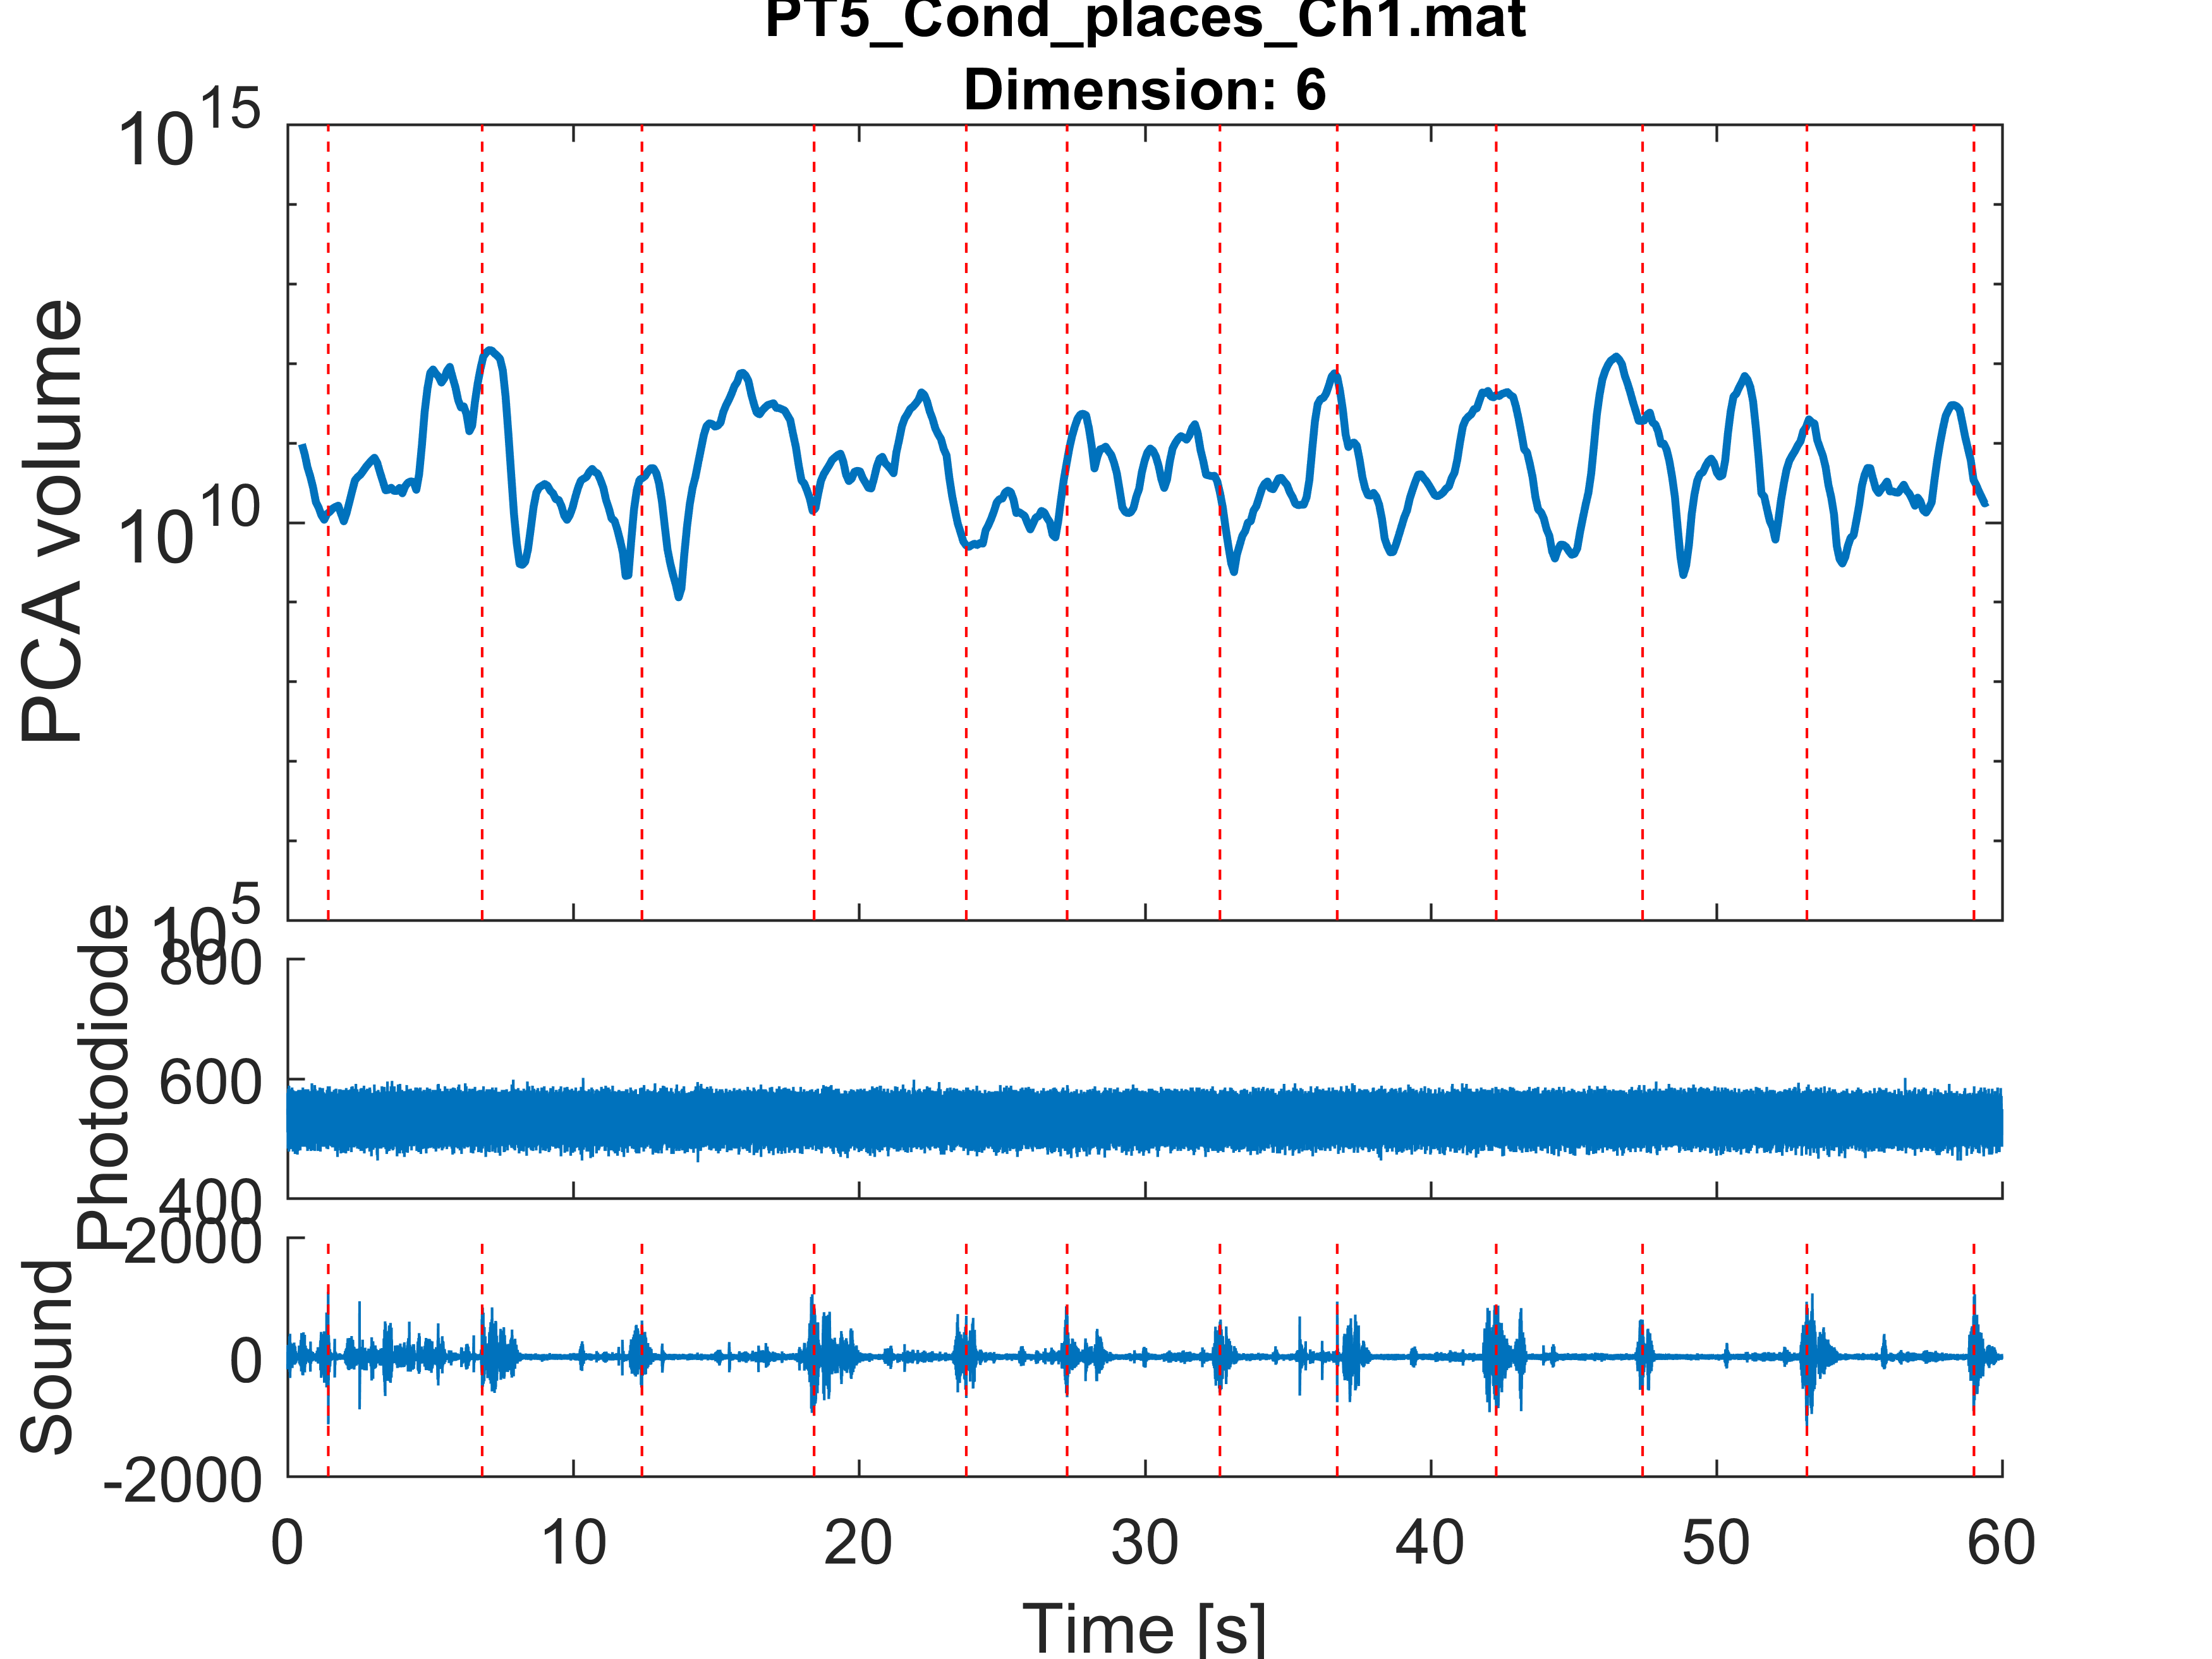 PT5_Cond_places_Ch1.mat
Dimension: 6
10^15
10^10
10^5
PCA volume
800
600
400
Photodiode
2000
0
-2000
Sound
0 10 20 30 40 50 60
Time [s]